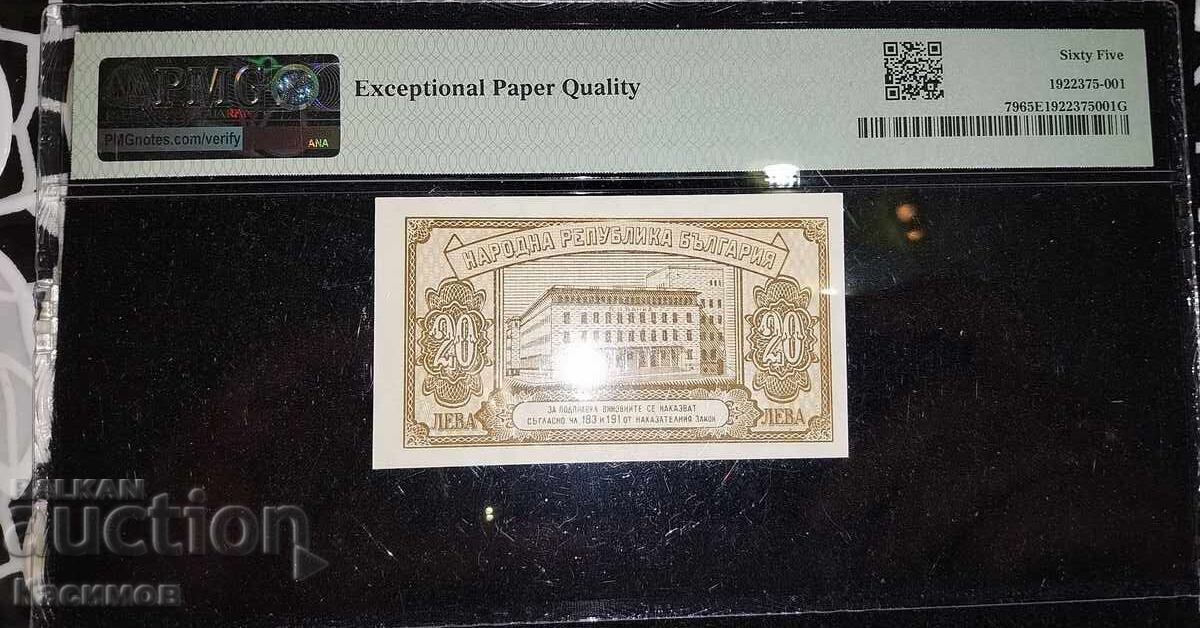 PMG
PMGnotes.com/verify
ANA
Exceptional Paper Quality
Sixty Five
1922375-001
7965E1922375001G
НАРОДНА РЕПУБЛИКА БЪЛГАРИЯ
20
20
ЛЕВА
ЛЕВА
ЗА ПОДПРАВКА ВИНОВНИТЕ СЕ НАКАЗВАТ
СЪГЛАСНО ЧЛ. 183 И 191 ОТ НАКАЗАТЕЛНИЯ ЗАКОН
BALKAN
auction
Касимов